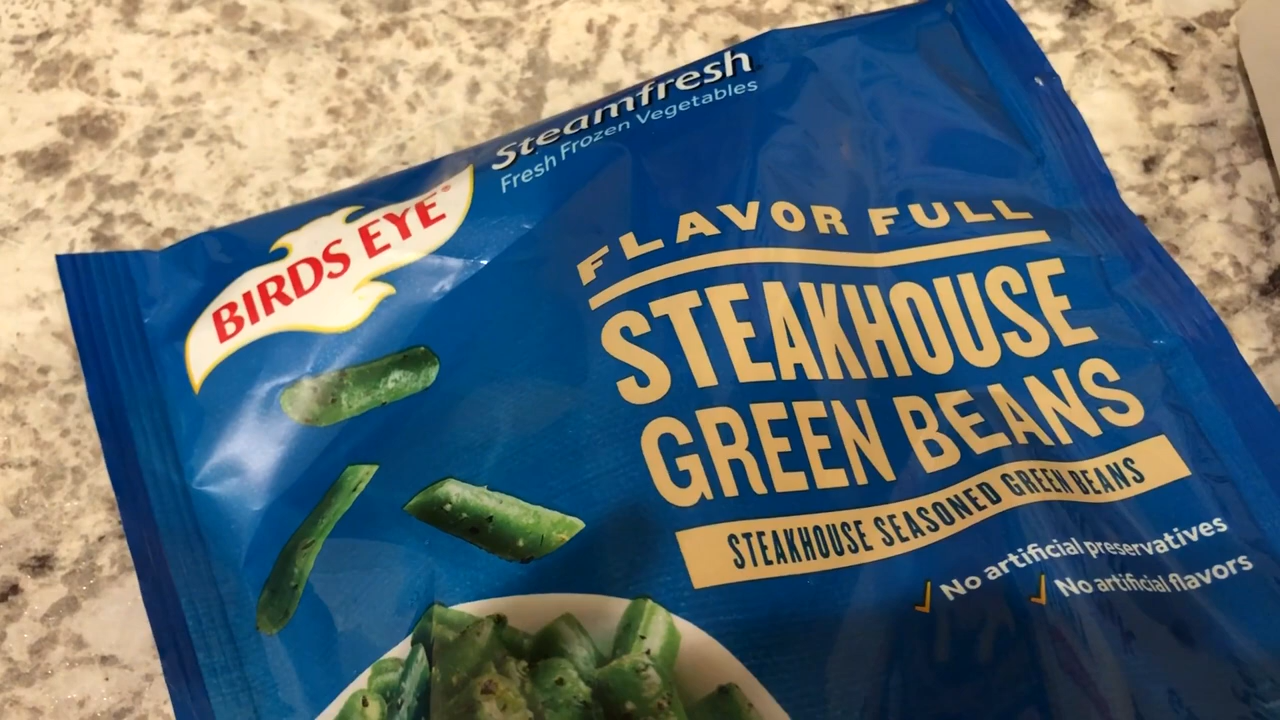 Steamfresh
Fresh Frozen Vegetables
BIRDS EYE®
FLAVOR FULL
STEAKHOUSE
GREEN BEANS
STEAKHOUSE SEASONED GREEN BEANS
No artificial preservatives
No artificial flavors